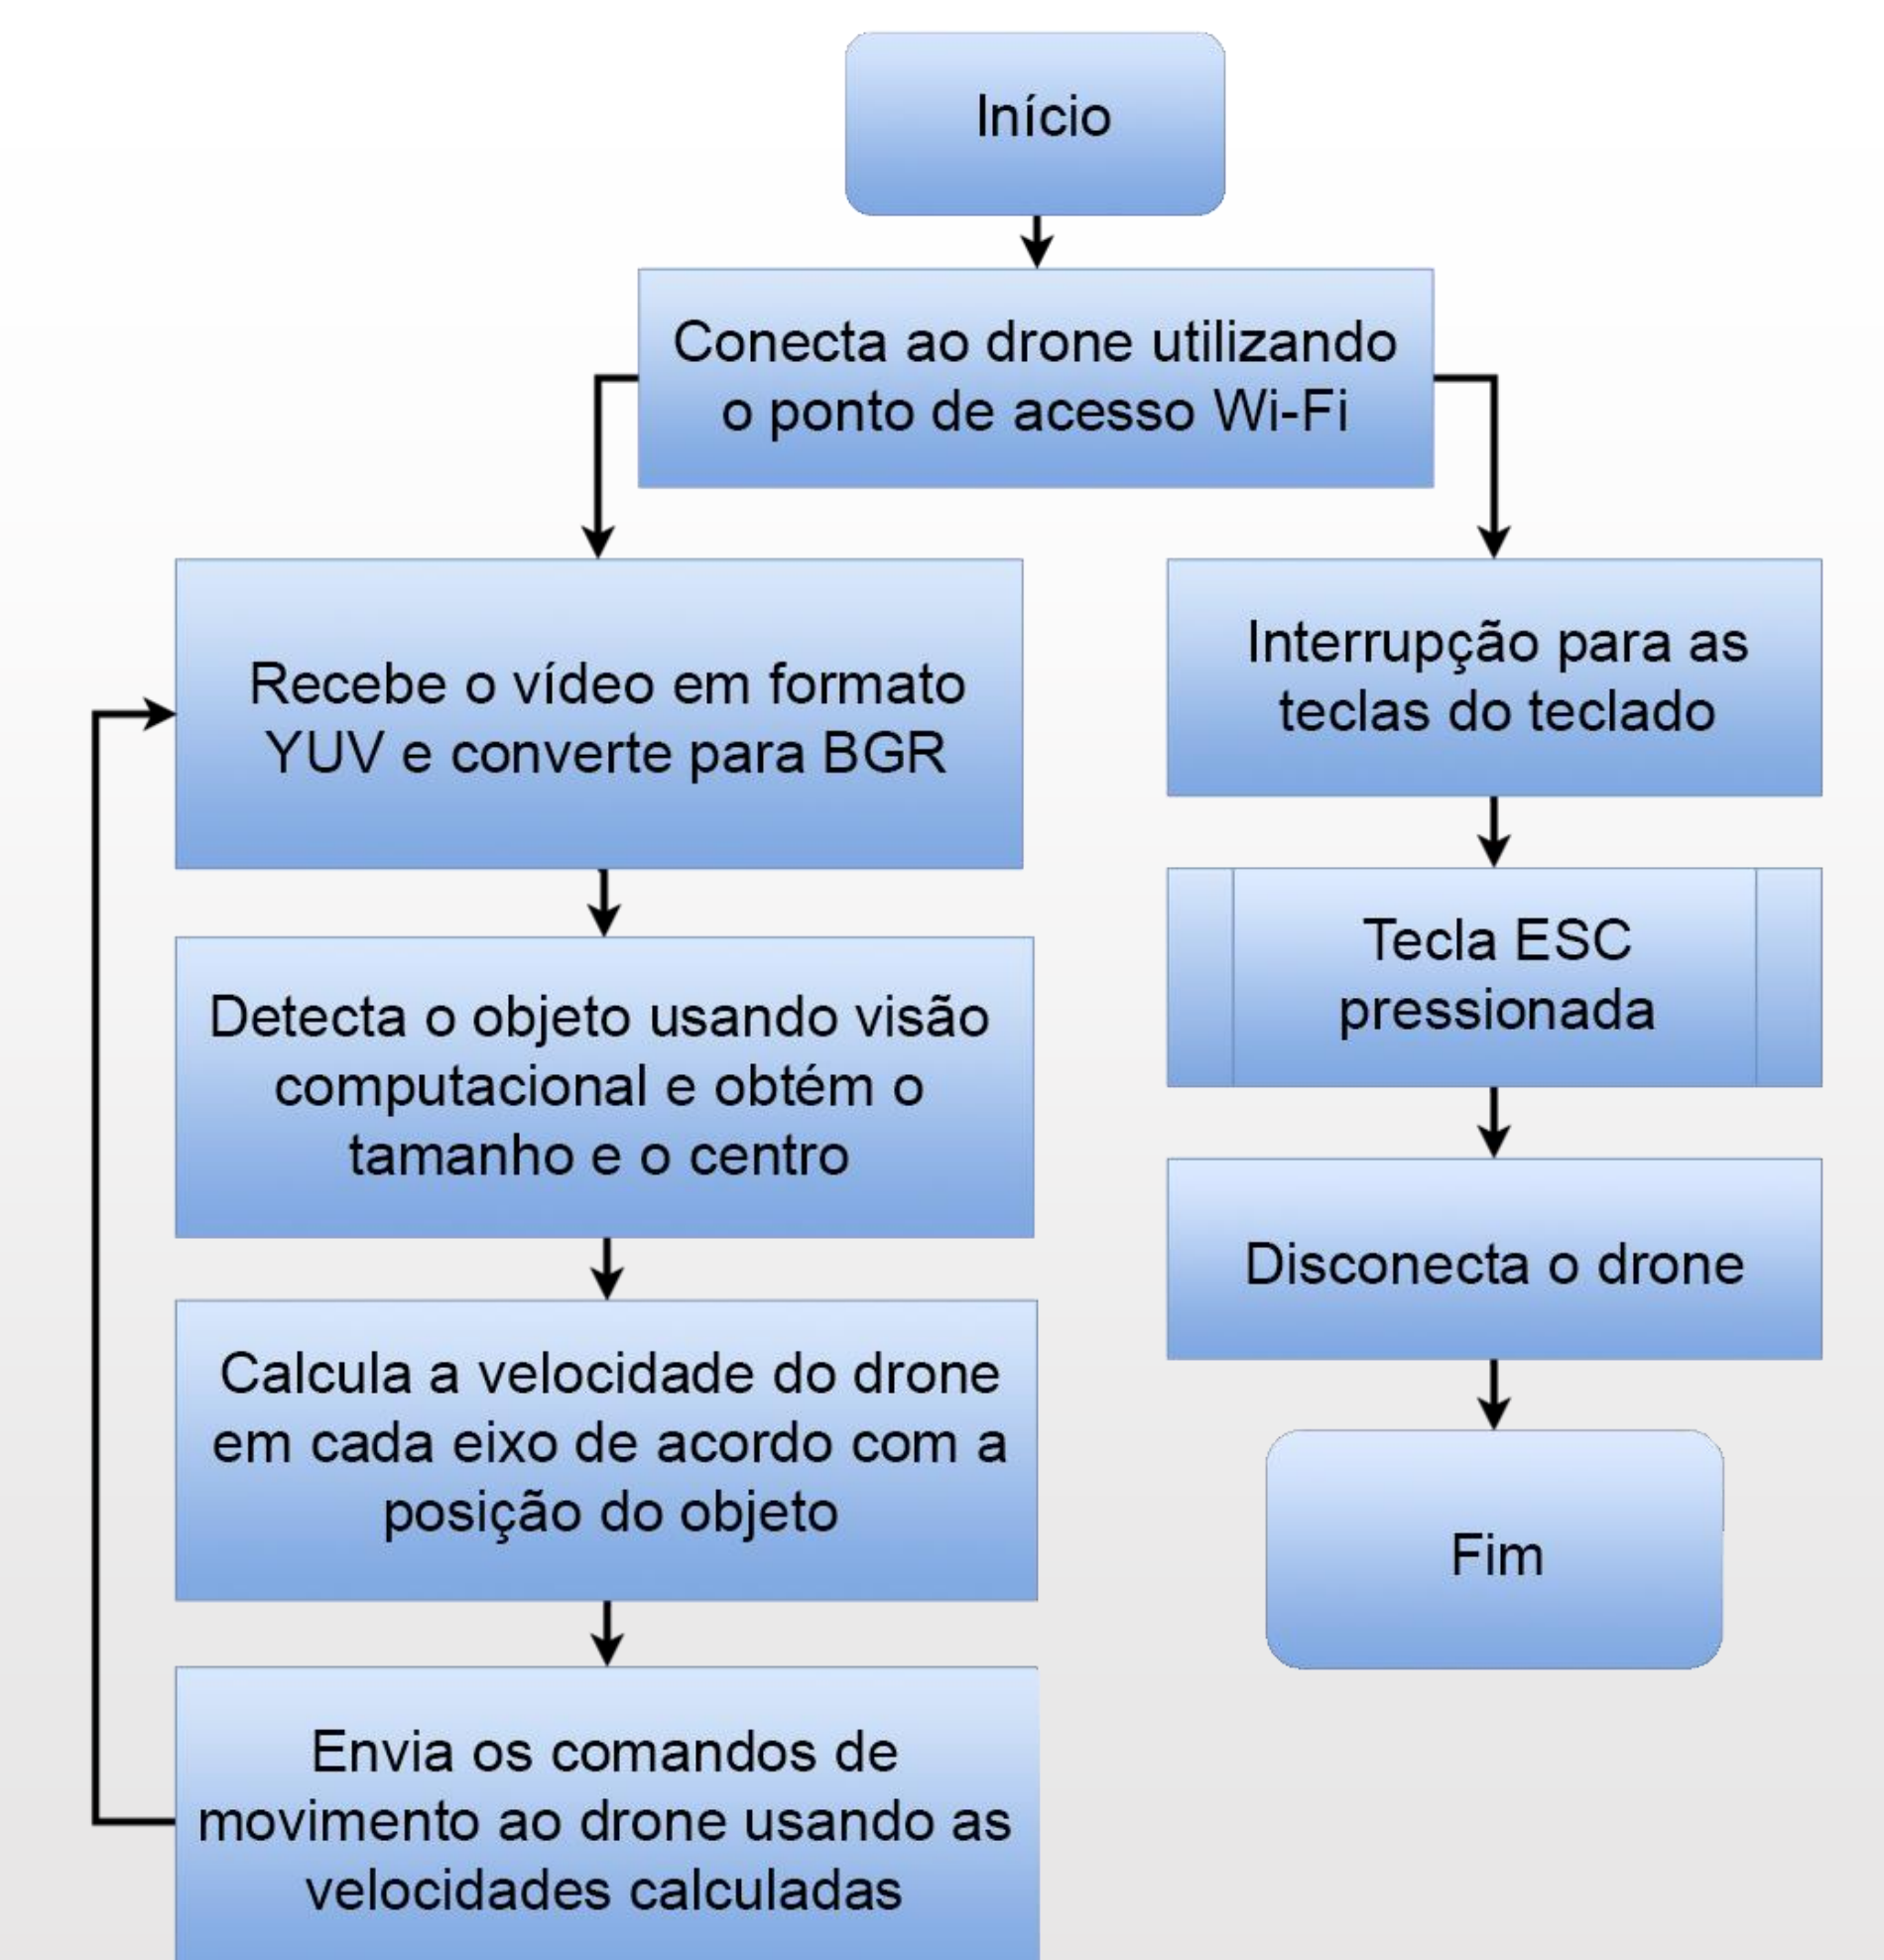 Início
Conecta ao drone utilizando
o ponto de acesso Wi-Fi
Recebe o vídeo em formato
YUV e converte para BGR
Detecta o objeto usando visão
computacional e obtém o
tamanho e o centro
Calcula a velocidade do drone
em cada eixo de acordo com a
posição do objeto
Envia os comandos de
movimento ao drone usando as
velocidades calculadas
Interrupção para as
teclas do teclado
Tecla ESC
pressionada
Disconecta o drone
Fim